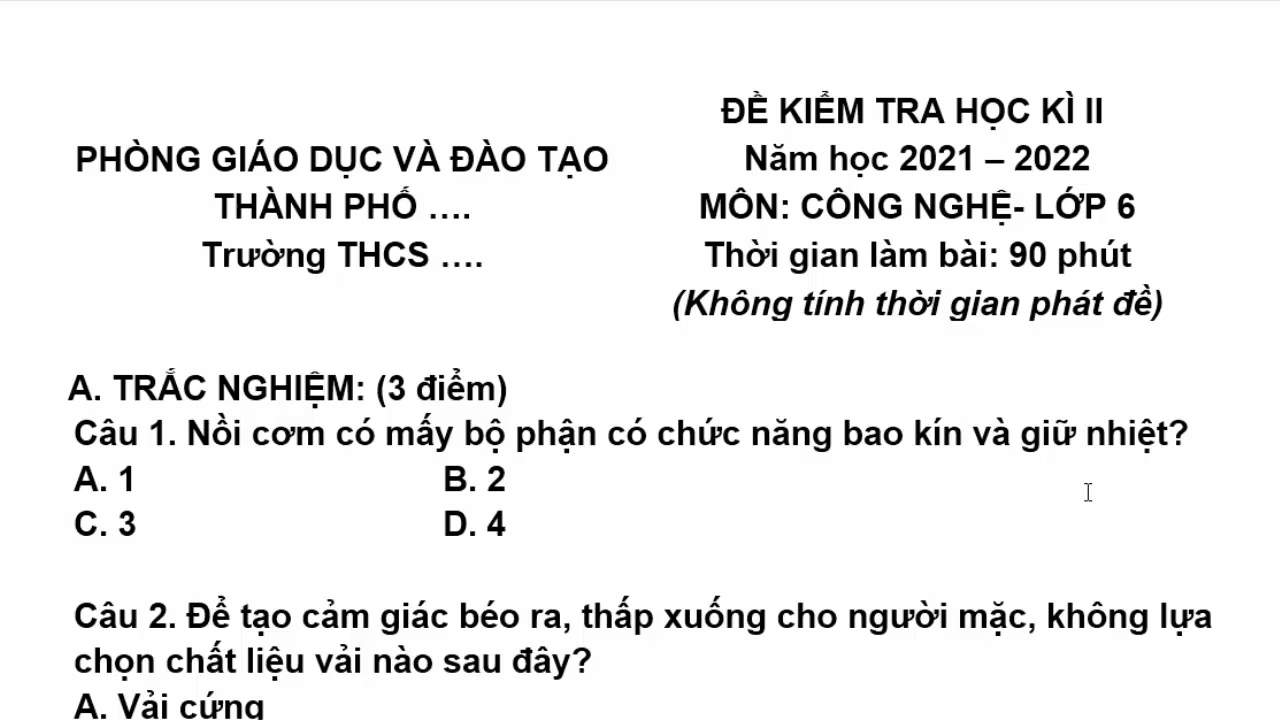 PHÒNG GIÁO DỤC VÀ ĐÀO TẠO
THÀNH PHỐ ....
Trường THCS ....
ĐỀ KIỂM TRA HỌC KÌ II
Năm học 2021 – 2022
MÔN: CÔNG NGHỆ- LỚP 6
Thời gian làm bài: 90 phút
(Không tính thời gian phát đề)
A. TRẮC NGHIỆM: (3 điểm)
Câu 1. Nồi cơm có mấy bộ phận có chức năng bao kín và giữ nhiệt?
A. 1 B. 2
C. 3 D. 4
Câu 2. Để tạo cảm giác béo ra, thấp xuống cho người mặc, không lựa
chọn chất liệu vải nào sau đây?
A. Vải cứng